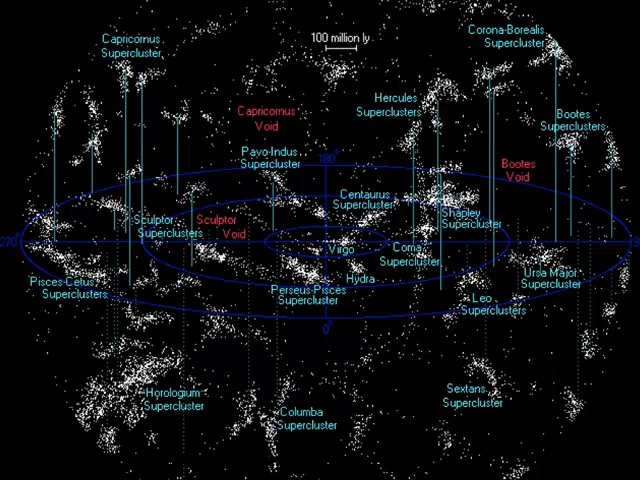 Corona-Borealis
Supercluster
Capricornus
Supercluster
100 million ly
Hercules
Superclusters
Capricornus
Void
Bootes
Superclusters
Pavo-Indus
Supercluster
180°
Bootes
Void
Centaurus
Supercluster
Sculptor
Superclusters
Sculptor
Void
Shapley
Supercluster
270°
Virgo
Coma
Supercluster
Hydra
Pisces-Cetus
Superclusters
Perseus-Pisces
Supercluster
Ursa Major
Supercluster
Leo
Superclusters
0°
Horologium
Supercluster
Sextans
Supercluster
Columba
Supercluster